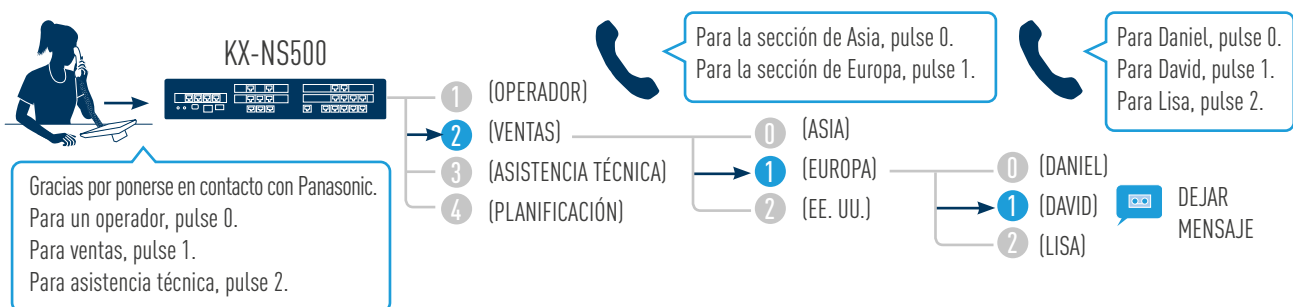 KX-NS500
Para la sección de Asia, pulse 0.
Para la sección de Europa, pulse 1.
Para Daniel, pulse 0.
Para David, pulse 1.
Para Lisa, pulse 2.
1 (OPERADOR)
2 (VENTAS)
3 (ASISTENCIA TÉCNICA)
4 (PLANIFICACIÓN)
0 (ASIA)
1 (EUROPA)
2 (EE. UU.)
0 (DANIEL)
1 (DAVID)
2 (LISA)
DEJAR
MENSAJE
Gracias por ponerse en contacto con Panasonic.
Para un operador, pulse 0.
Para ventas, pulse 1.
Para asistencia técnica, pulse 2.